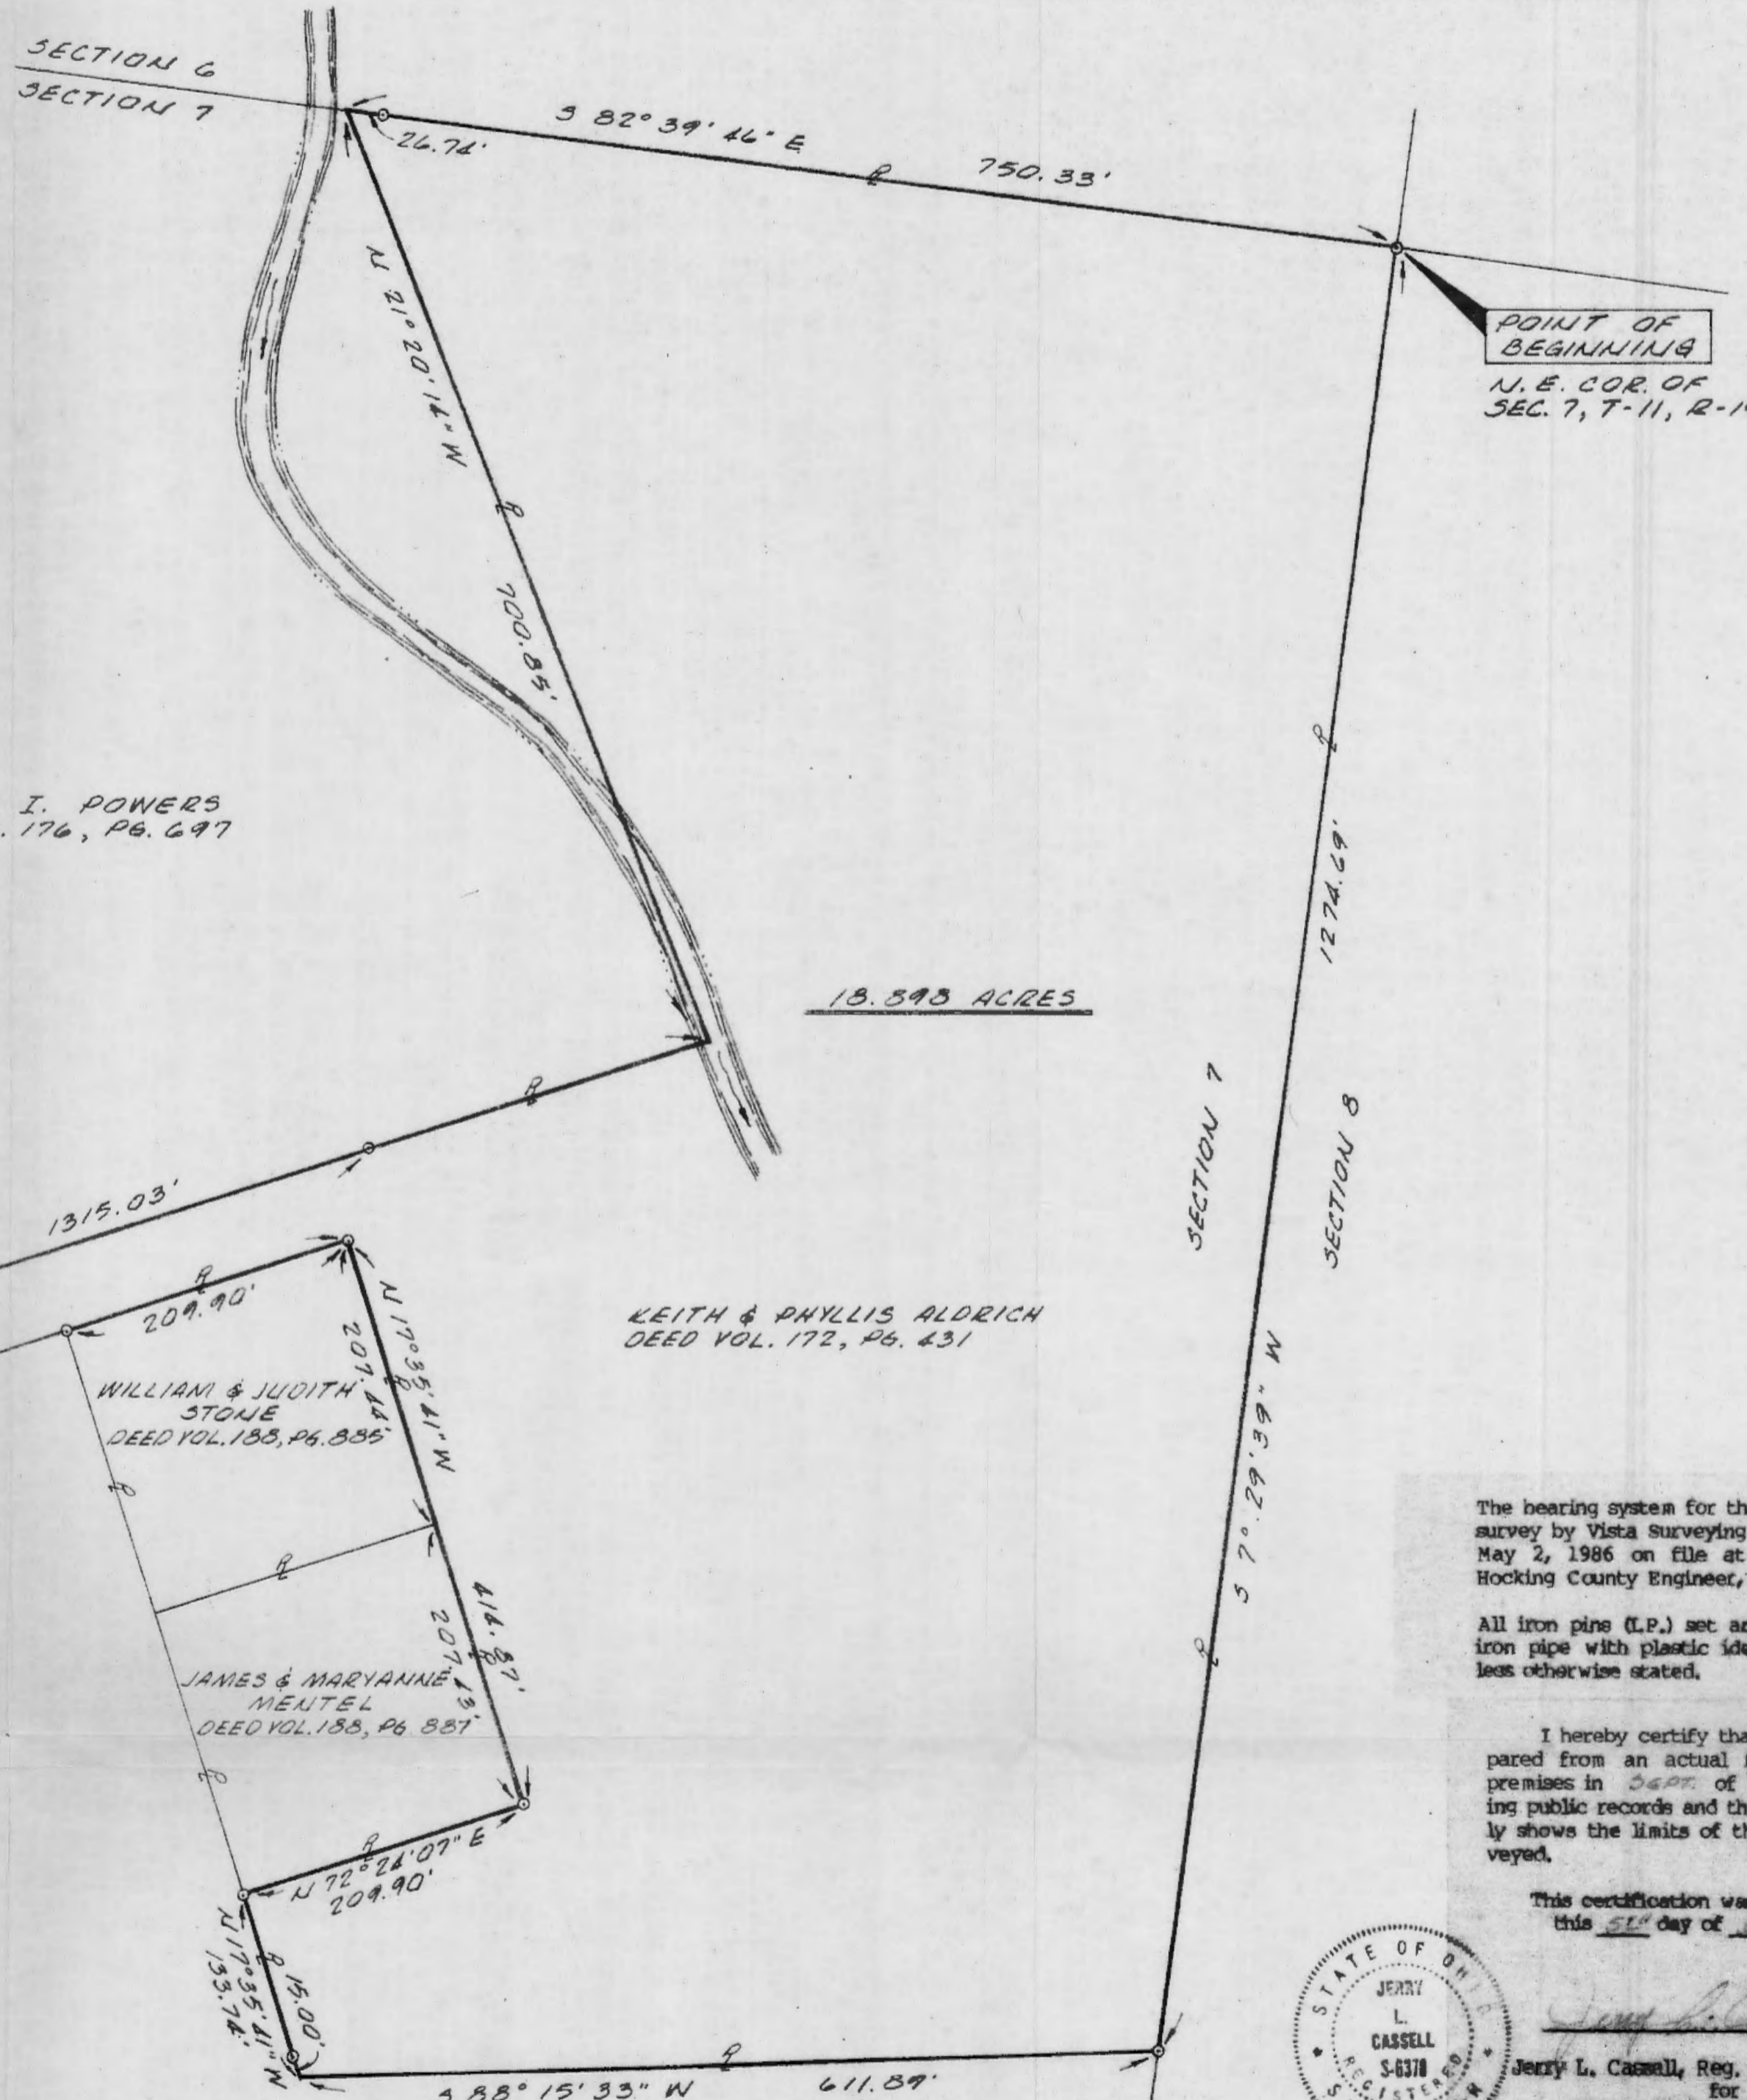 SECTION 6
SECTION 7
S 82° 39' 46" E
26.74'
750.33'
POINT OF
BEGINNING
N.E. COR. OF
SEC. 7, T-11, R-1
N 21° 20' 14" W
700.85'
I. POWERS
. 176, PG. 697
1274.69'
18.898 ACRES
SECTION 7
SECTION 8
1315.03'
209.90'
N 17° 35' 41" W
207.44'
KEITH & PHYLLIS ALDRICH
DEED VOL. 172, PG. 431
S 7° 29' 39" W
WILLIAM & JUDITH
STONE
DEED VOL. 188, PG. 885
414.87'
207.43'
JAMES & MARYANNE
MENTEL
DEED VOL. 188, PG 887
N 72° 24' 07" E
209.90'
N 17° 35' 41" W
133.74'
15.00'
S 88° 15' 33" W
611.89'
The bearing system for th
survey by Vista Surveying
May 2, 1986 on file at
Hocking County Engineer,
All iron pins (I.P.) set ar
iron pipe with plastic ide
less otherwise stated.
I hereby certify tha
pared from an actual
premises in SEPT. of
ing public records and th
ly shows the limits of th
veyed.
This certification wa
this day of
STATE OF OHIO
JERRY
L.
CASSELL
S-6378
REGISTERED
Jerry L. Cassell, Reg.
for